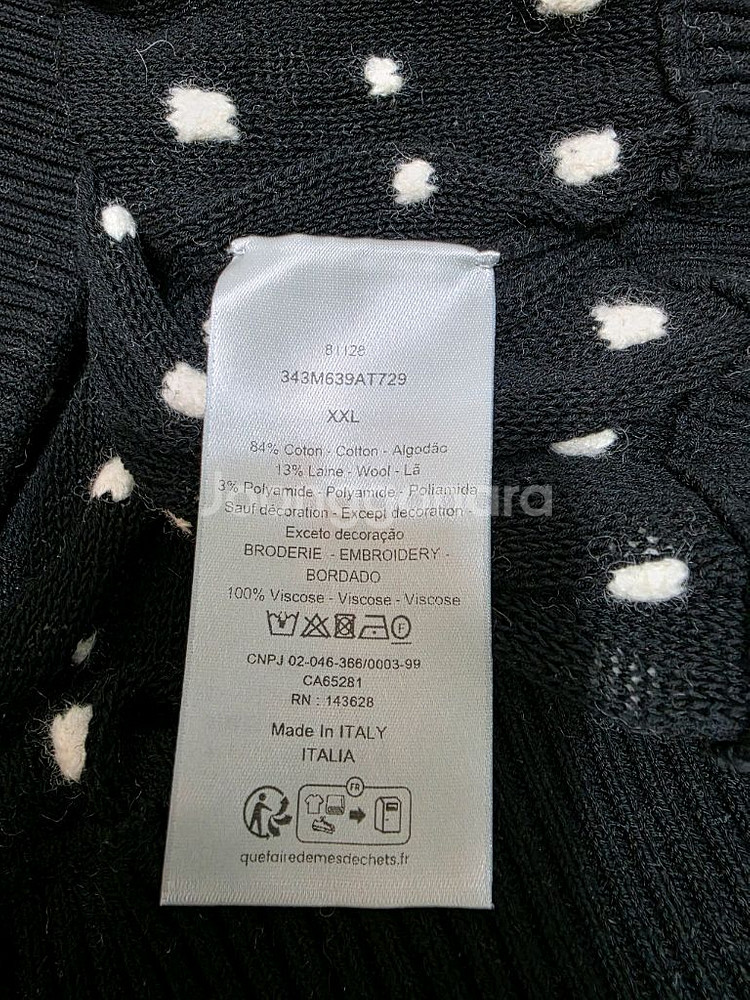 81128
343M639AT729
XXL
84% Coton - Cotton - Algodão
13% Laine - Wool - Lã
3% Polyamide - Polyamide - Poliamida
Sauf décoration - Except decoration
Exceto decoração
BRODERIE - EMBROIDERY -
BORDADO
100% Viscose - Viscose - Viscose
F
CNPJ 02-046-366/0003-99
CA65281
RN : 143628
Made In ITALY
ITALIA
FR
quefairedemesdechets.fr